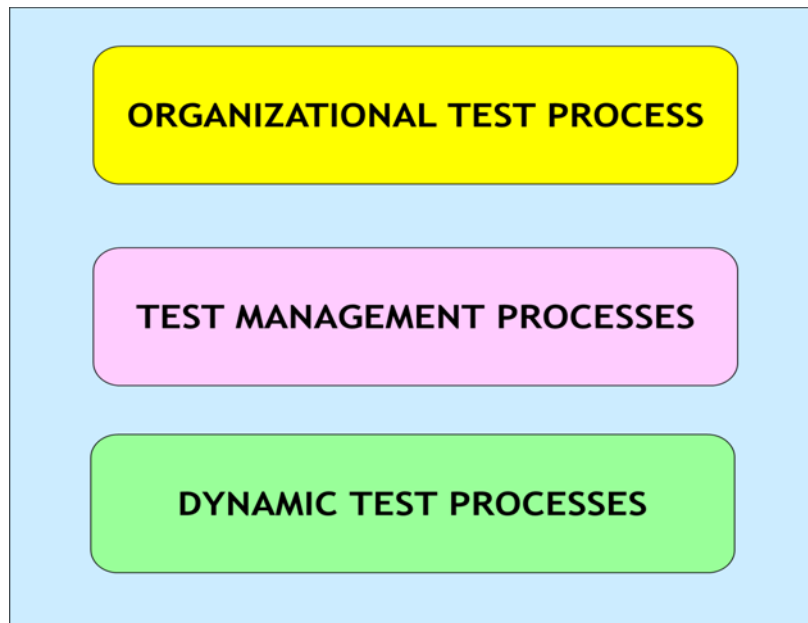 ORGANIZATIONAL TEST PROCESS
TEST MANAGEMENT PROCESSES
DYNAMIC TEST PROCESSES